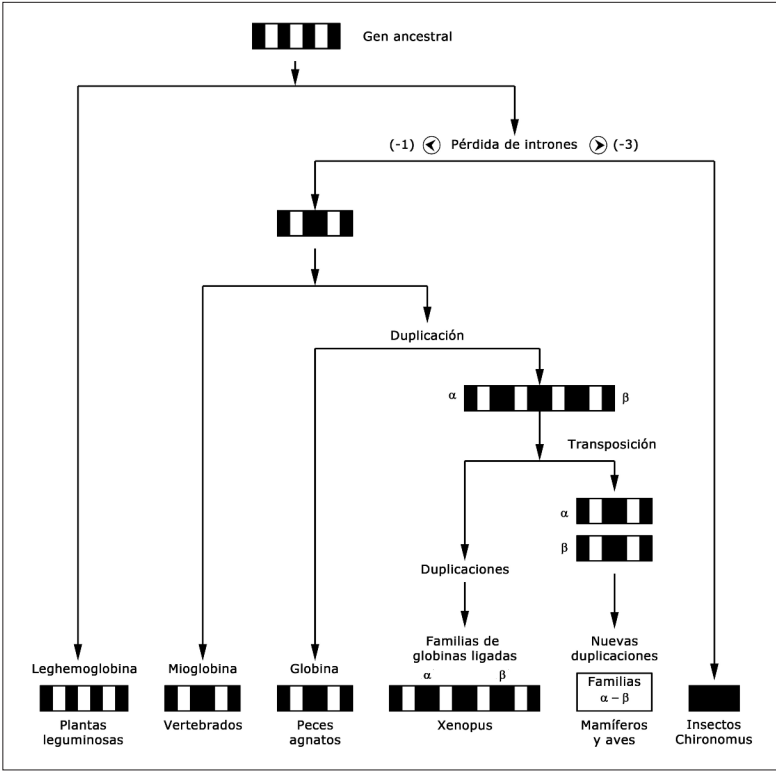 Gen ancestral
(-1) Pérdida de intrones (-3)
Duplicación
α β
Transposición
α
β
Duplicaciones
Leghemoglobina
Plantas
leguminosas
Mioglobina
Vertebrados
Globina
Peces
agnatos
Familias de
globinas ligadas
α β
Xenopus
Nuevas
duplicaciones
Familias
α – β
Mamíferos
y aves
Insectos
Chironomus